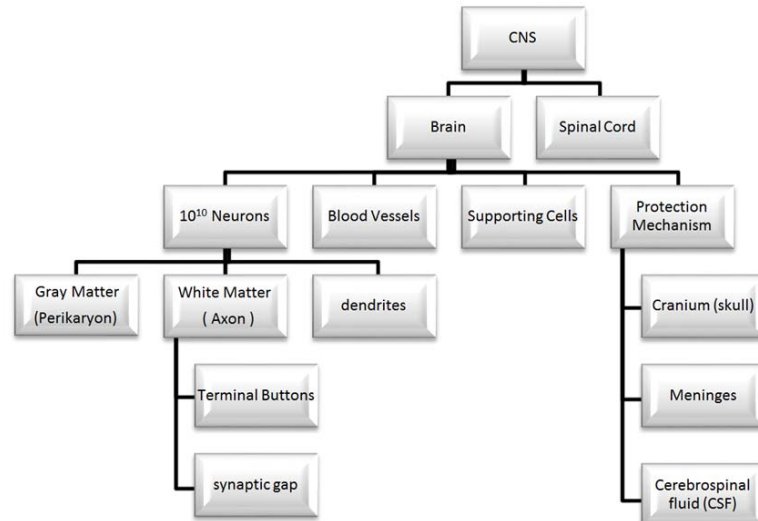 CNS
Brain
Spinal Cord
10¹⁰ Neurons
Blood Vessels
Supporting Cells
Protection
Mechanism
Gray Matter
(Perikaryon)
White Matter
( Axon )
dendrites
Cranium (skull)
Terminal Buttons
Meninges
synaptic gap
Cerebrospinal
fluid (CSF)